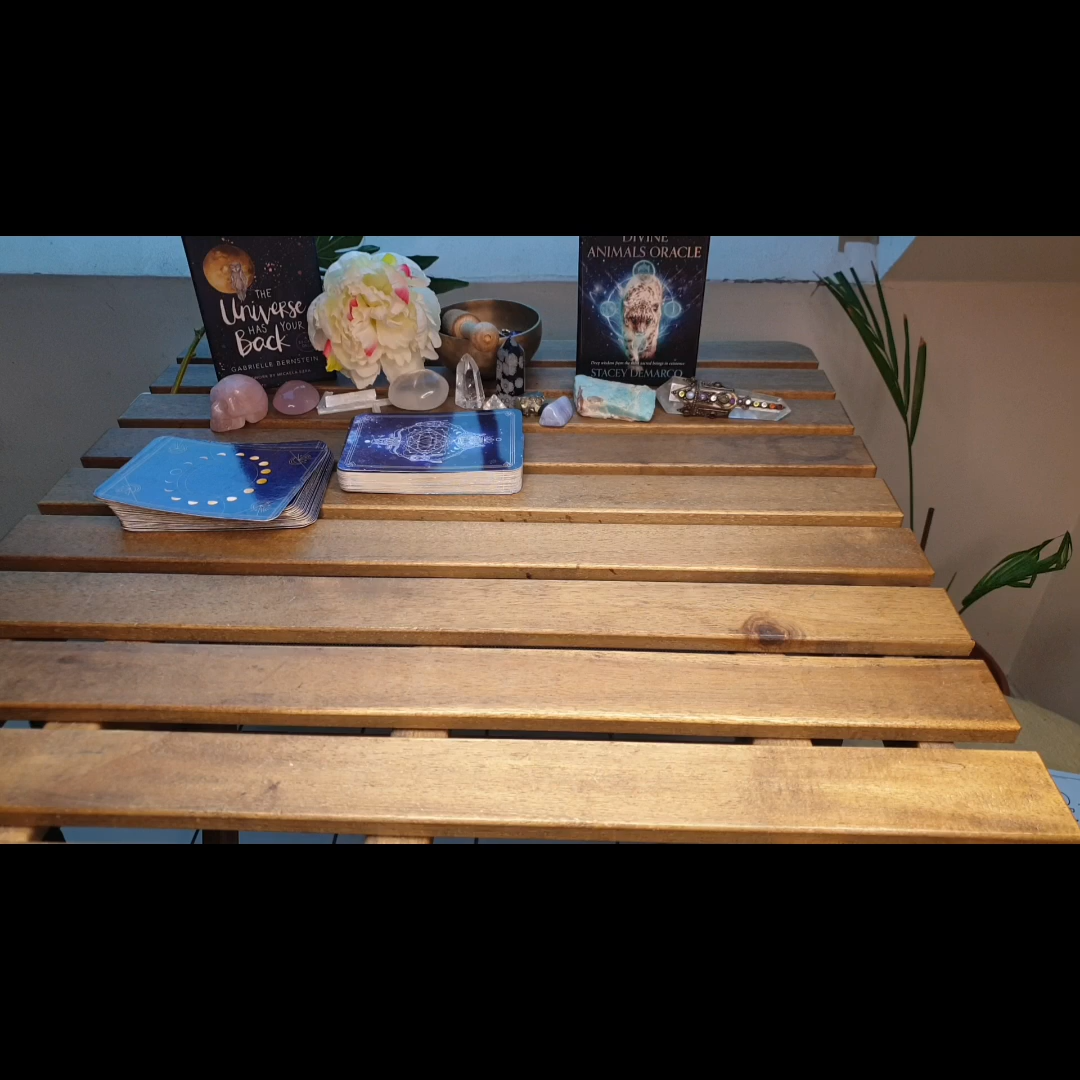 THE
Universe
HAS YOUR
Back
GABRIELLE BERNSTEIN
DIVINE
ANIMALS ORACLE
STACEY DEMARCO